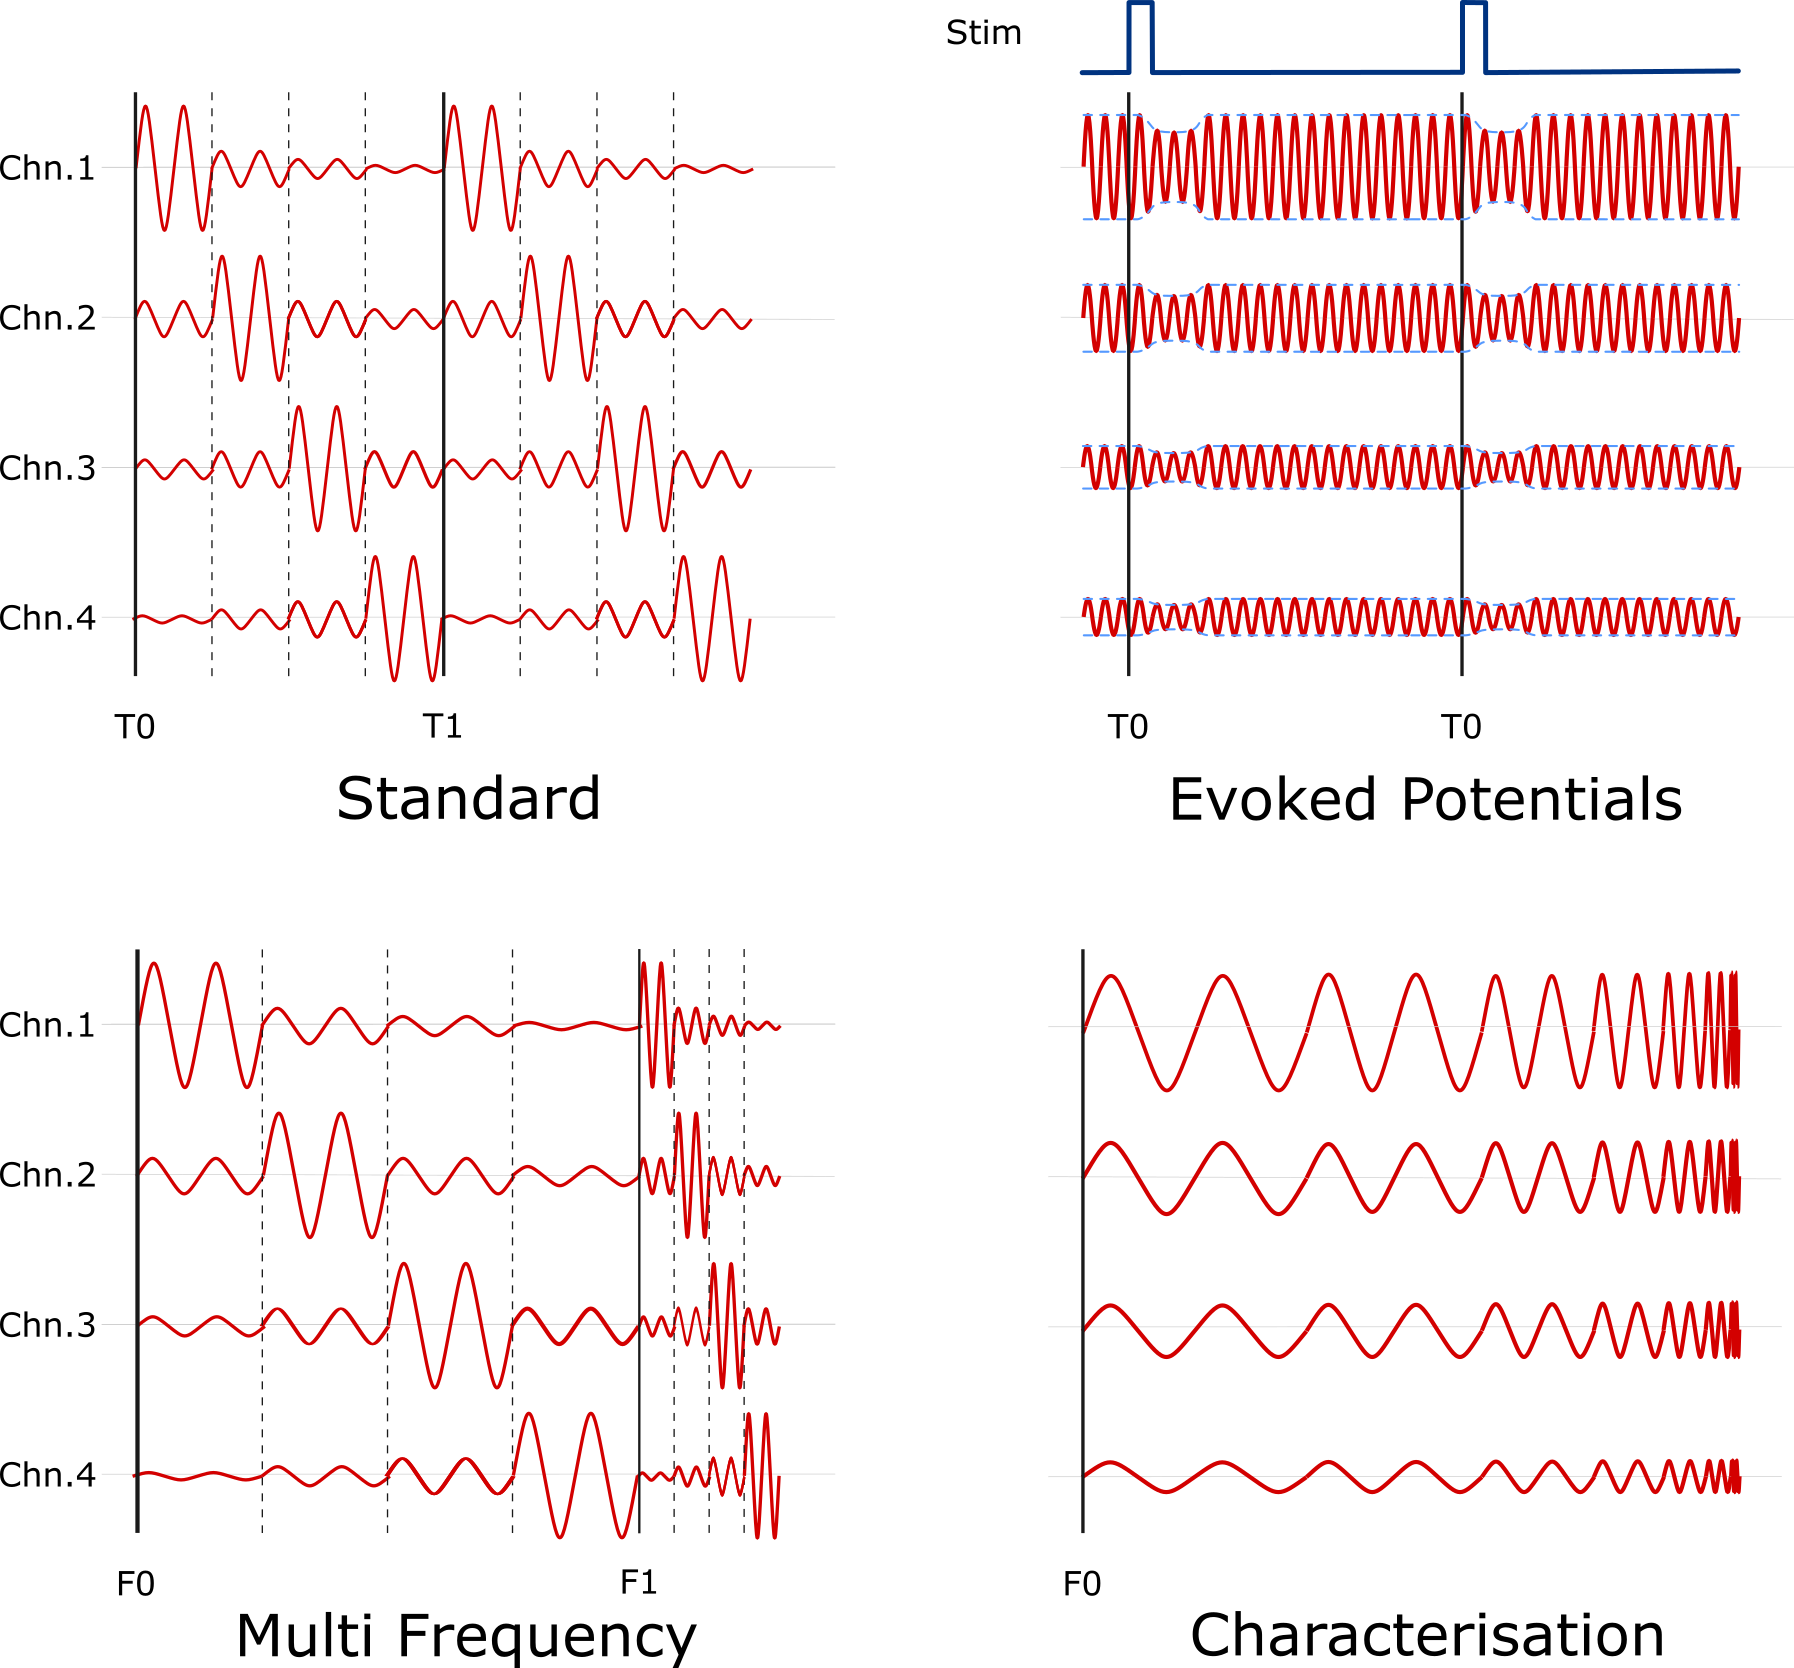 Stim
Chn.1
Chn.2
Chn.3
Chn.4
T0
T1
T0
T0
Standard
Evoked Potentials
Chn.1
Chn.2
Chn.3
Chn.4
F0
F1
F0
Multi Frequency
Characterisation